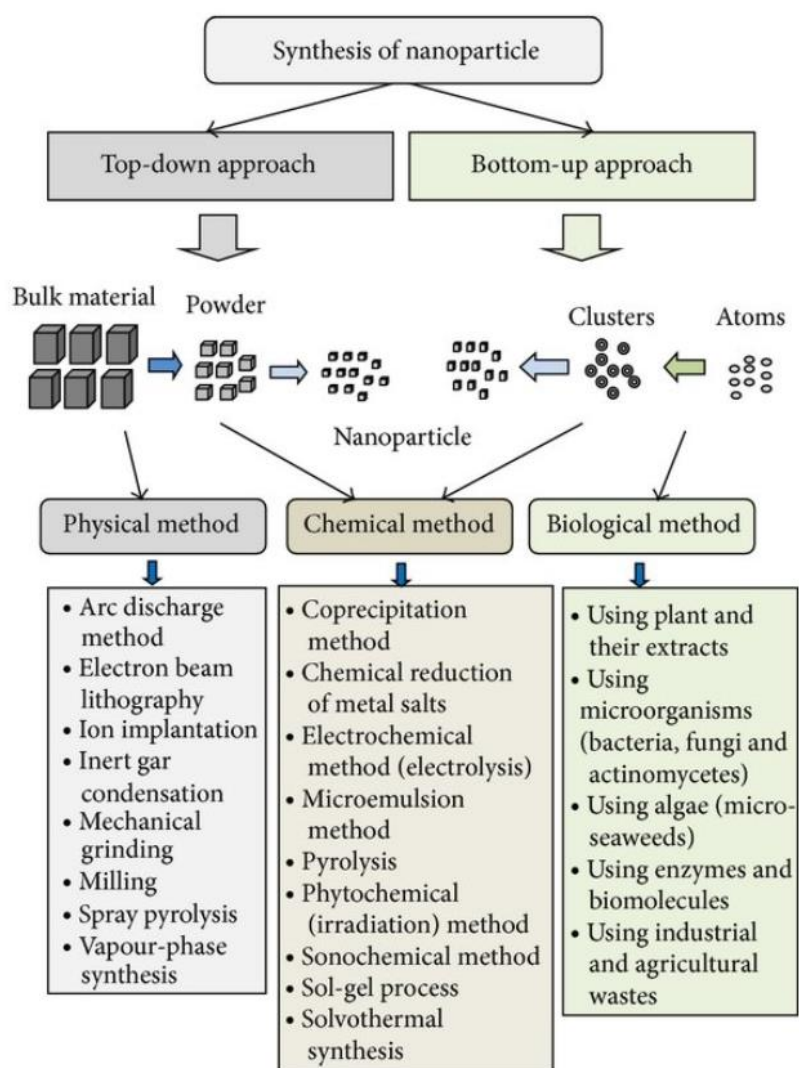 Synthesis of nanoparticle
Top-down approach
Bottom-up approach
Bulk material
Powder
Clusters
Atoms
Nanoparticle
Physical method
Chemical method
Biological method
• Arc discharge
method
• Electron beam
lithography
• Ion implantation
• Inert gar
condensation
• Mechanical
grinding
• Milling
• Spray pyrolysis
• Vapour-phase
synthesis
• Coprecipitation
method
• Chemical reduction
of metal salts
• Electrochemical
method (electrolysis)
• Microemulsion
method
• Pyrolysis
• Phytochemical
(irradiation) method
• Sonochemical method
• Sol-gel process
• Solvothermal
synthesis
• Using plant and
their extracts
• Using
microorganisms
(bacteria, fungi and
actinomycetes)
• Using algae (micro-
seaweeds)
• Using enzymes and
biomolecules
• Using industrial
and agricultural
wastes